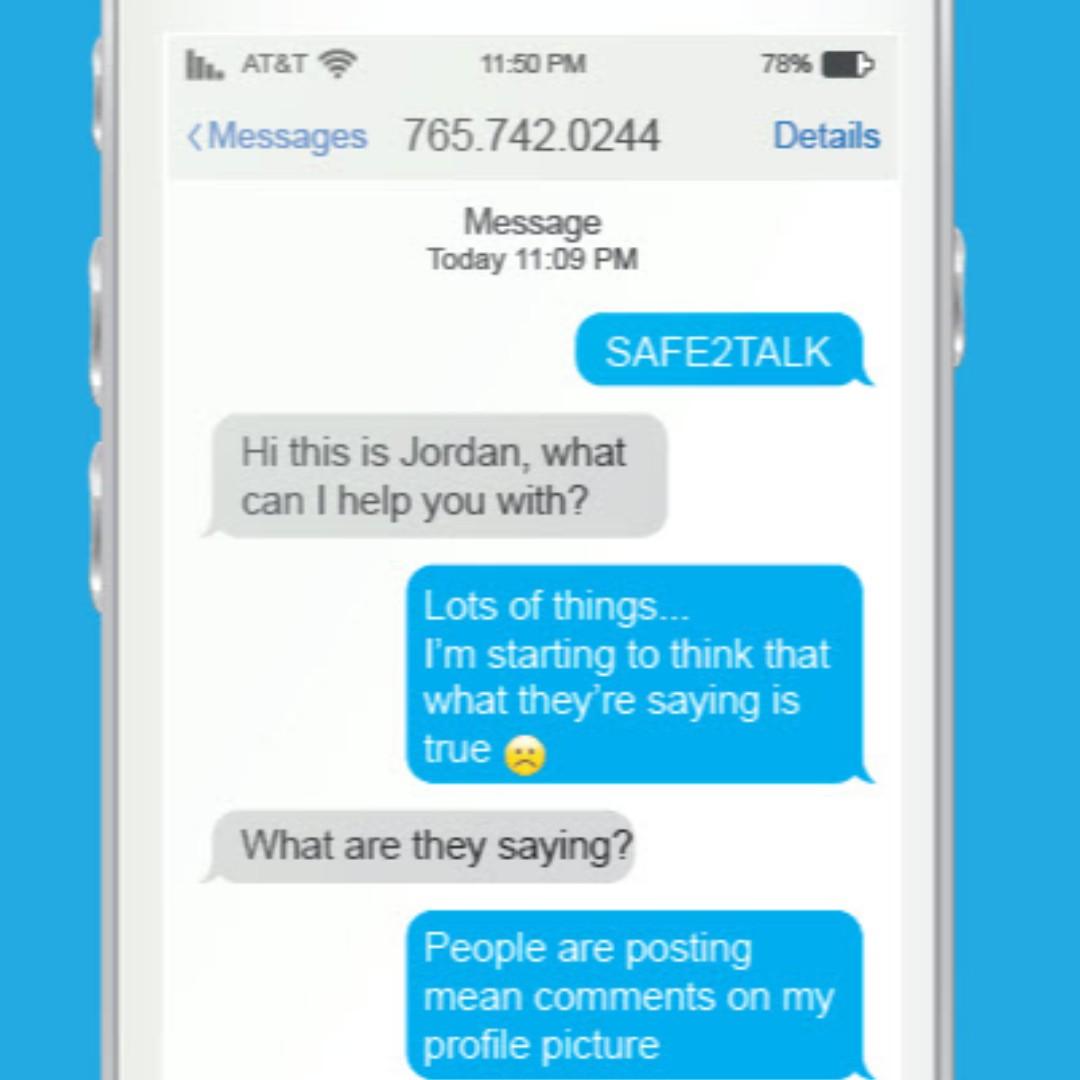 AT&T 11:50 PM 78%
Messages 765.742.0244 Details
Message
Today 11:09 PM
SAFE2TALK
Hi this is Jordan, what
can I help you with?
Lots of things...
I'm starting to think that
what they're saying is
true ☹️
What are they saying?
People are posting
mean comments on my
profile picture